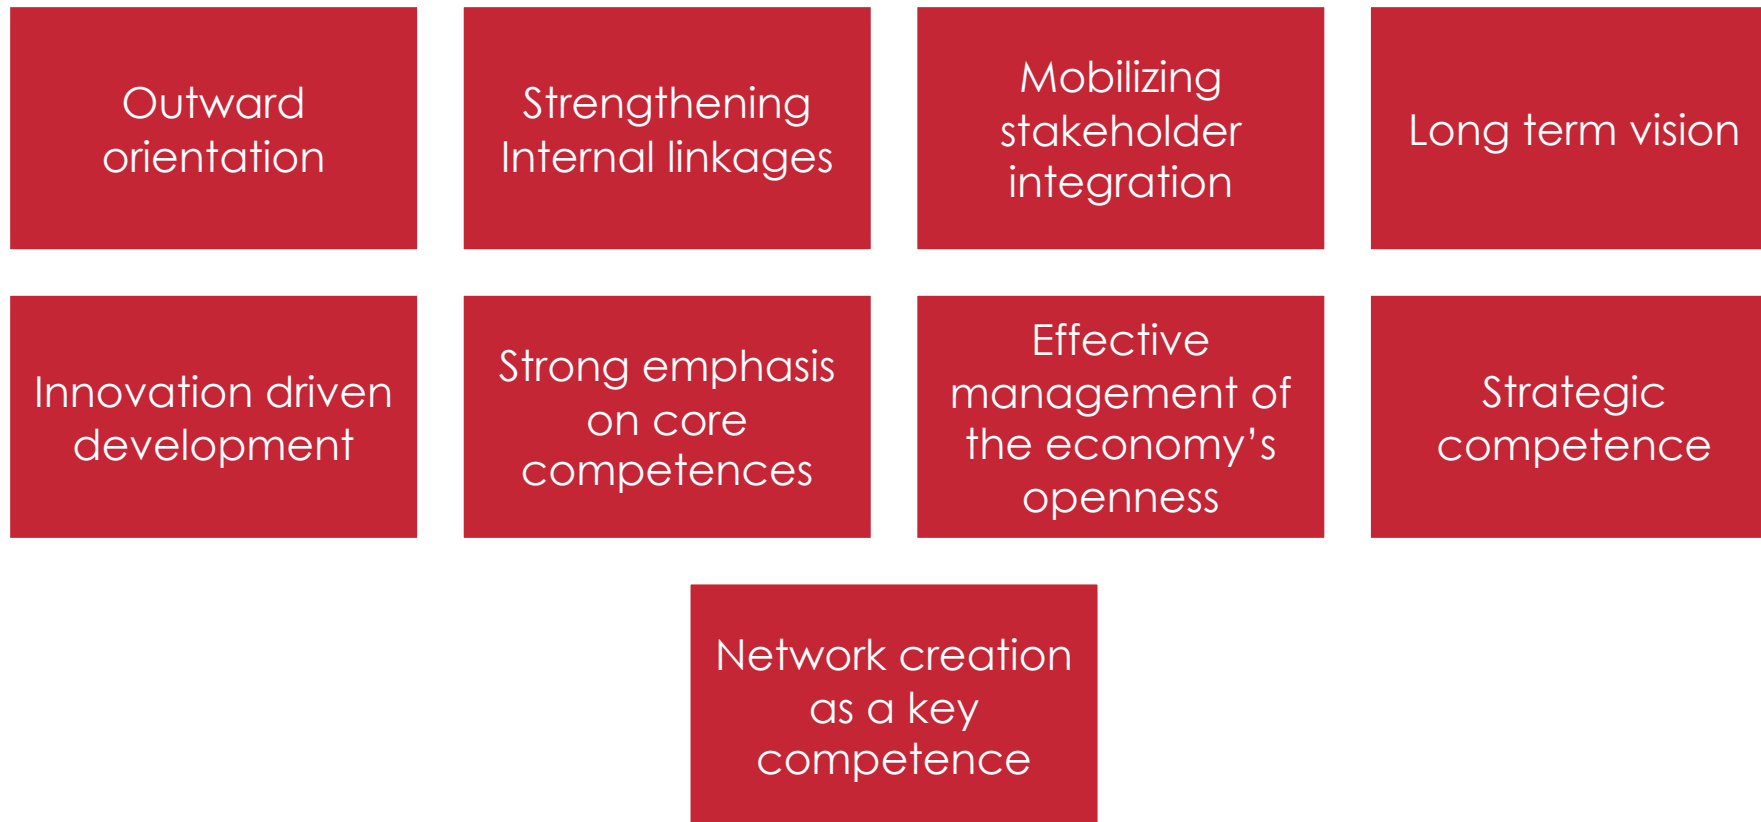 Outward
orientation
Strengthening
Internal linkages
Mobilizing
stakeholder
integration
Long term vision
Innovation driven
development
Strong emphasis
on core
competences
Effective
management of
the economy’s
openness
Strategic
competence
Network creation
as a key
competence